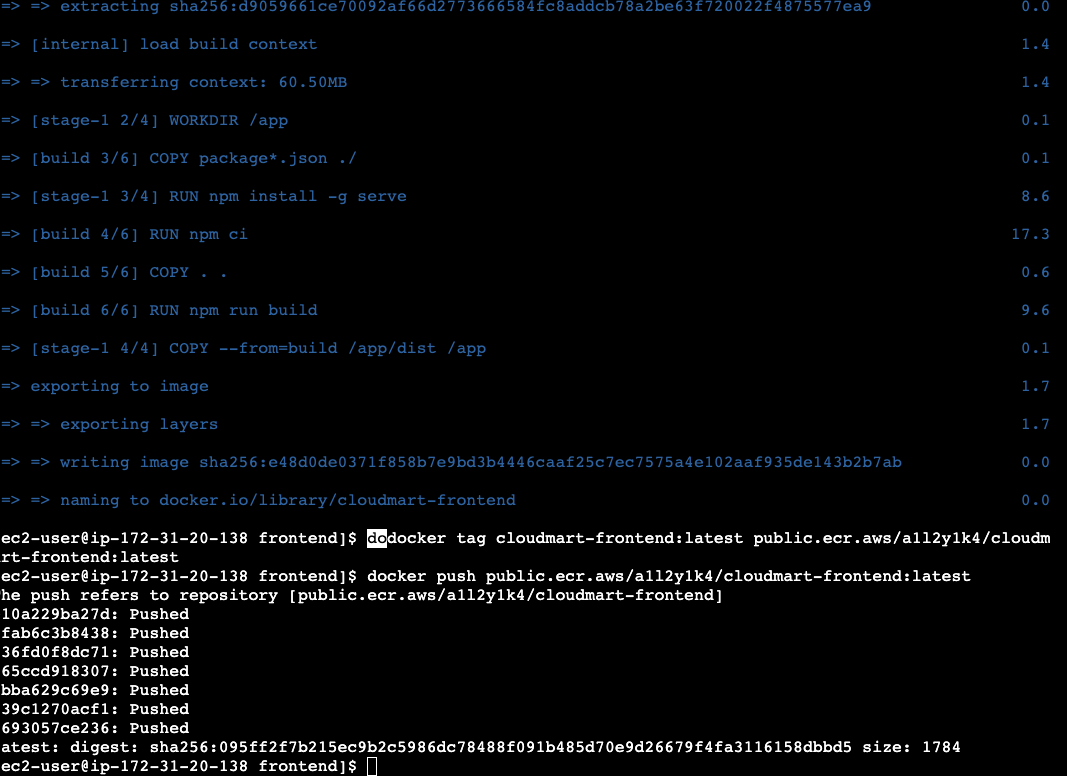 => => extracting sha256:d9059661ce70092af66d2773666584fc8addcb78a2be63f720022f4875577ea9 0.0
=> [internal] load build context 1.4
=> => transferring context: 60.50MB 1.4
=> [stage-1 2/4] WORKDIR /app 0.1
=> [build 3/6] COPY package*.json ./ 0.1
=> [stage-1 3/4] RUN npm install -g serve 8.6
=> [build 4/6] RUN npm ci 17.3
=> [build 5/6] COPY . . 0.6
=> [build 6/6] RUN npm run build 9.6
=> [stage-1 4/4] COPY --from=build /app/dist /app 0.1
=> exporting to image 1.7
=> => exporting layers 1.7
=> => writing image sha256:e48d0de0371f858b7e9bd3b4446caaf25c7ec7575a4e102aaf935de143b2b7ab 0.0
=> => naming to docker.io/library/cloudmart-frontend 0.0
ec2-user@ip-172-31-20-138 frontend]$ dodocker tag cloudmart-frontend:latest public.ecr.aws/a1l2y1k4/cloudm
rt-frontend:latest
ec2-user@ip-172-31-20-138 frontend]$ docker push public.ecr.aws/a1l2y1k4/cloudmart-frontend:latest
he push refers to repository [public.ecr.aws/a1l2y1k4/cloudmart-frontend]
10a229ba27d: Pushed
fab6c3b8438: Pushed
36fd0f8dc71: Pushed
65ccd918307: Pushed
bba629c69e9: Pushed
39c1270acf1: Pushed
693057ce236: Pushed
atest: digest: sha256:095ff2f7b215ec9b2c5986dc78488f091b485d70e9d26679f4fa3116158dbbd5 size: 1784
ec2-user@ip-172-31-20-138 frontend]$